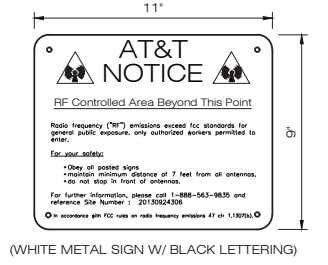 11"
AT&T
NOTICE
RF Controlled Area Beyond This Point
Radio frequency ("RF") emissions exceed fcc standards for
general public exposure. only authorized workers permitted to
enter.
For your safety:
•Obey all posted signs
•maintain minimum distance of 7 feet from all antennas.
•do not stop in front of antennas.
For further information, please call 1-888-563-9835 and
reference Site Number : 20130924306
In accordance with FCC rules on radio frequency emissions 47 cfr 1.1307(b).
9"
(WHITE METAL SIGN W/ BLACK LETTERING)